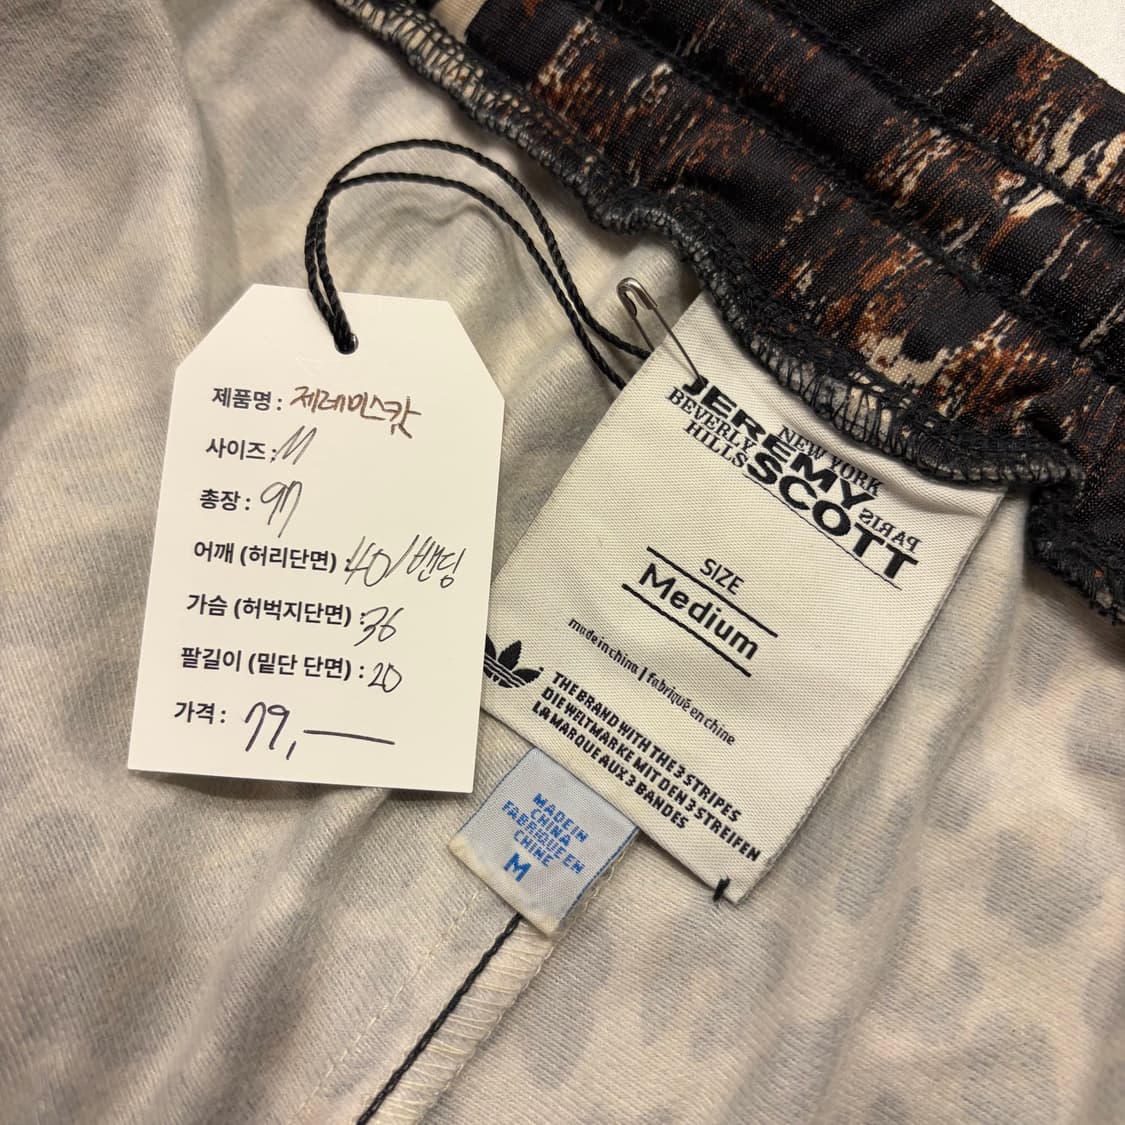 제품명 : 제레미스캇
사이즈 : M
총장 : 97
어깨 (허리단면) : 40/밴딩
가슴 (허벅지단면) : 36
팔길이 (밑단 단면) : 20
가격 : 79,—
JEREMY
SCOTT
NEW YORK
BEVERLY
HILLS
PARIS
SIZE
Medium
made in china | fabriqué en chine
THE BRAND WITH THE 3 STRIPES
DIE WELTMARKE MIT DEN 3 STREIFEN
LA MARQUE AUX 3 BANDES
MADE IN
CHINA
FABRIQUE EN
CHINE
M